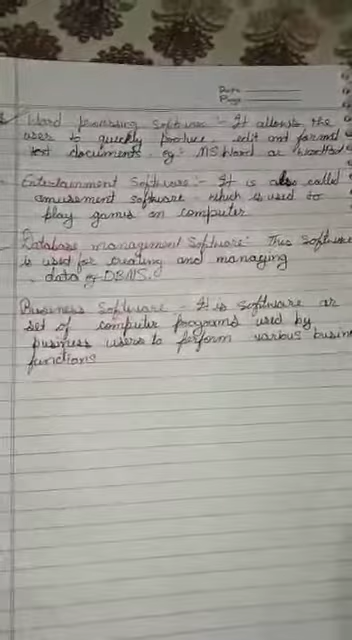 Date
Page
Word processing Software :- It allows the
user to quickly produce, edit and format
text documents. eg:- MS Word or
Entertainment Software:- It is also called
amusement software which is used to
play games on computer
Database management Software: This Software
is used for creating and managing
data eg-DBMS.
Business Software - It is software or
set of computer programs used by
business users to perform various busin
functions